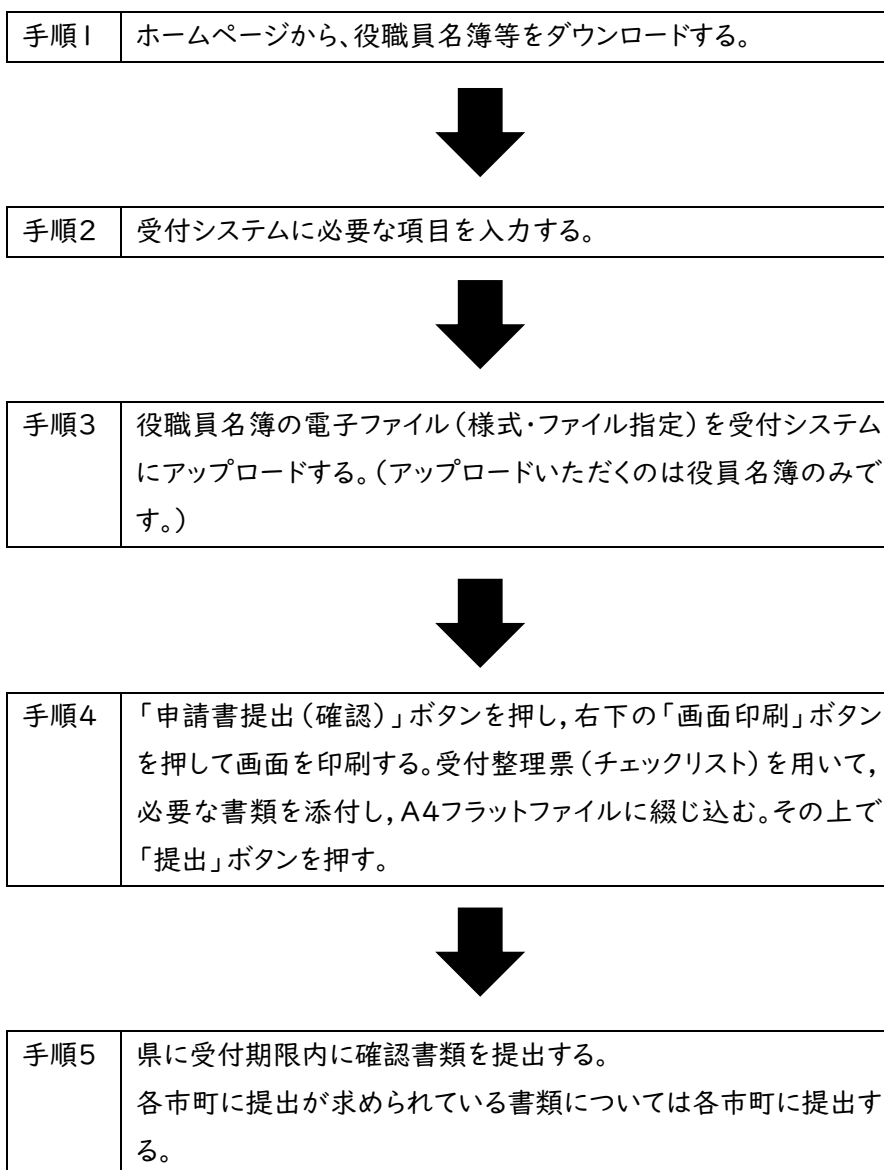 手順1 ホームページから、役職員名簿等をダウンロードする。
手順2 受付システムに必要な項目を入力する。
手順3 役職員名簿の電子ファイル(様式・ファイル指定)を受付システム
にアップロードする。(アップロードいただくのは役員名簿のみで
す。)
手順4 「申請書提出(確認)」ボタンを押し,右下の「画面印刷」ボタン
を押して画面を印刷する。受付整理票(チェックリスト)を用いて,
必要な書類を添付し,A4フラットファイルに綴じ込む。その上で
「提出」ボタンを押す。
手順5 県に受付期限内に確認書類を提出する。
各市町に提出が求められている書類については各市町に提出す
る。